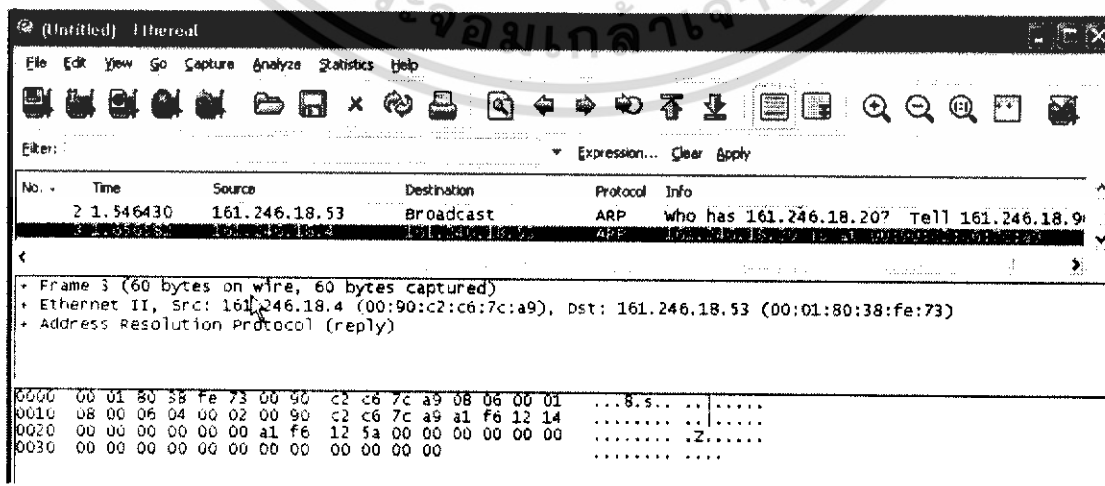 (Untitled) - Ethereal
File Edit View Go Capture Analyze Statistics Help
Filter: Expression... Clear Apply
No. Time Source Destination Protocol Info
2 1.546430 161.246.18.53 Broadcast ARP who has 161.246.18.20? Tell 161.246.18.9
+ Frame 3 (60 bytes on wire, 60 bytes captured)
+ Ethernet II, Src: 161.246.18.4 (00:90:c2:c6:7c:a9), Dst: 161.246.18.53 (00:01:80:38:fe:73)
+ Address Resolution Protocol (reply)
0000 00 01 80 38 fe 73 00 90 c2 c6 7c a9 08 06 00 01 ...8.s.. ..|.....
0010 08 00 06 04 00 02 00 90 c2 c6 7c a9 a1 f6 12 14 ........ ..|.....
0020 00 00 00 00 00 00 a1 f6 12 5a 00 00 00 00 00 00 ........ .Z......
0030 00 00 00 00 00 00 00 00 00 00 00 00 ........ ....